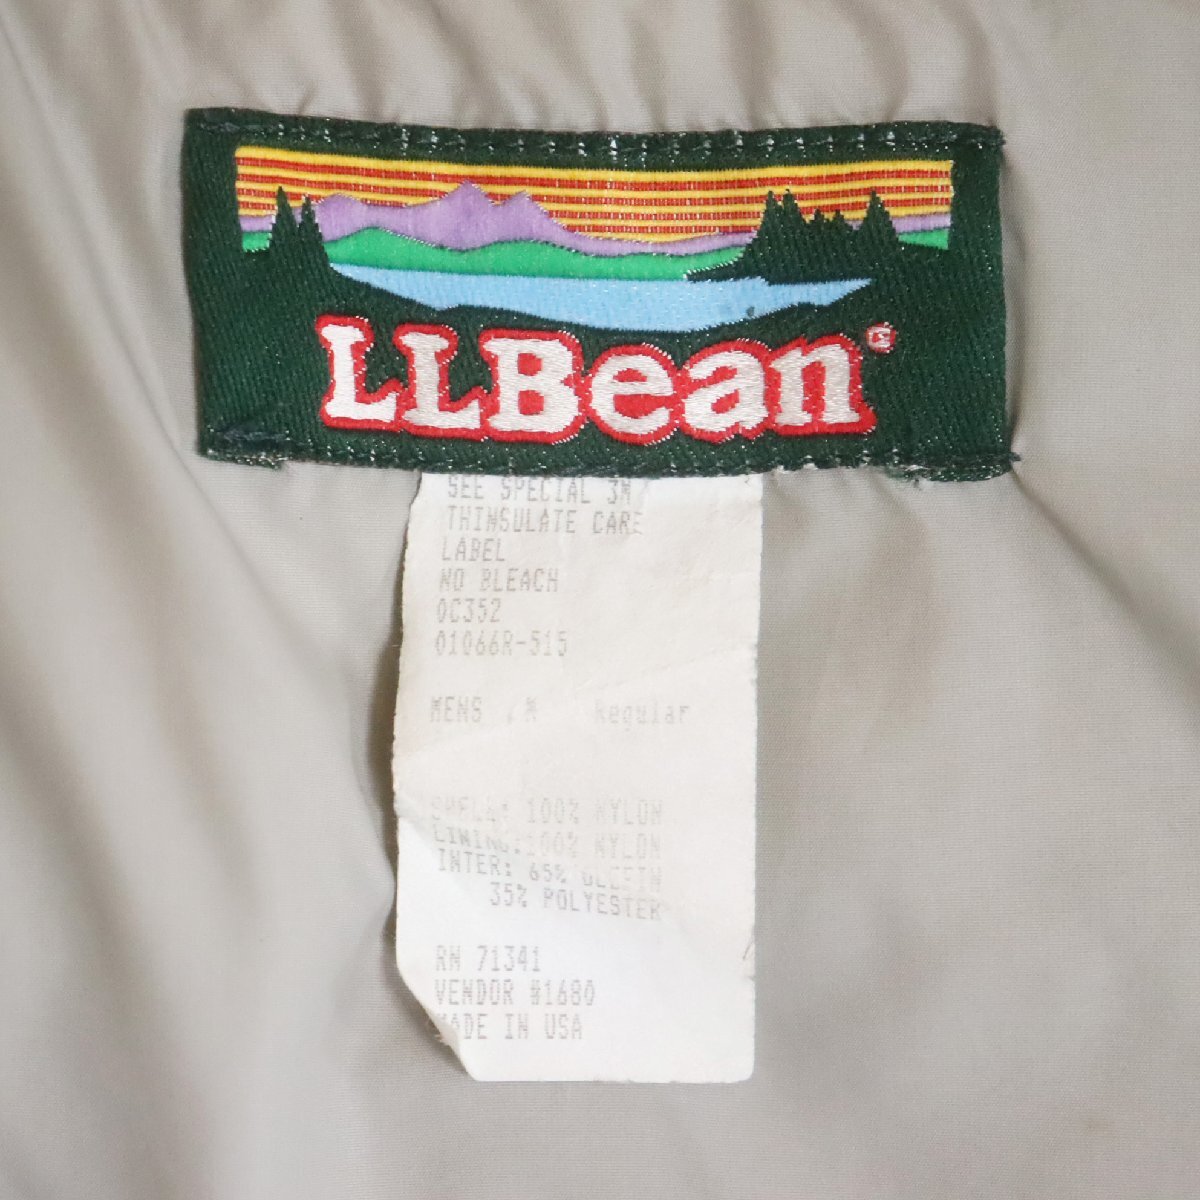 LLBean®
SEE SPECIAL 3M
THINSULATE CARE
LABEL
NO BLEACH
0C352
01066R-515
MENS , M Regular
SHELL: 100% NYLON
LINING:100% NYLON
INTER: 65% OLEFIN
35% POLYESTER
RN 71341
VENDOR #1680
MADE IN USA